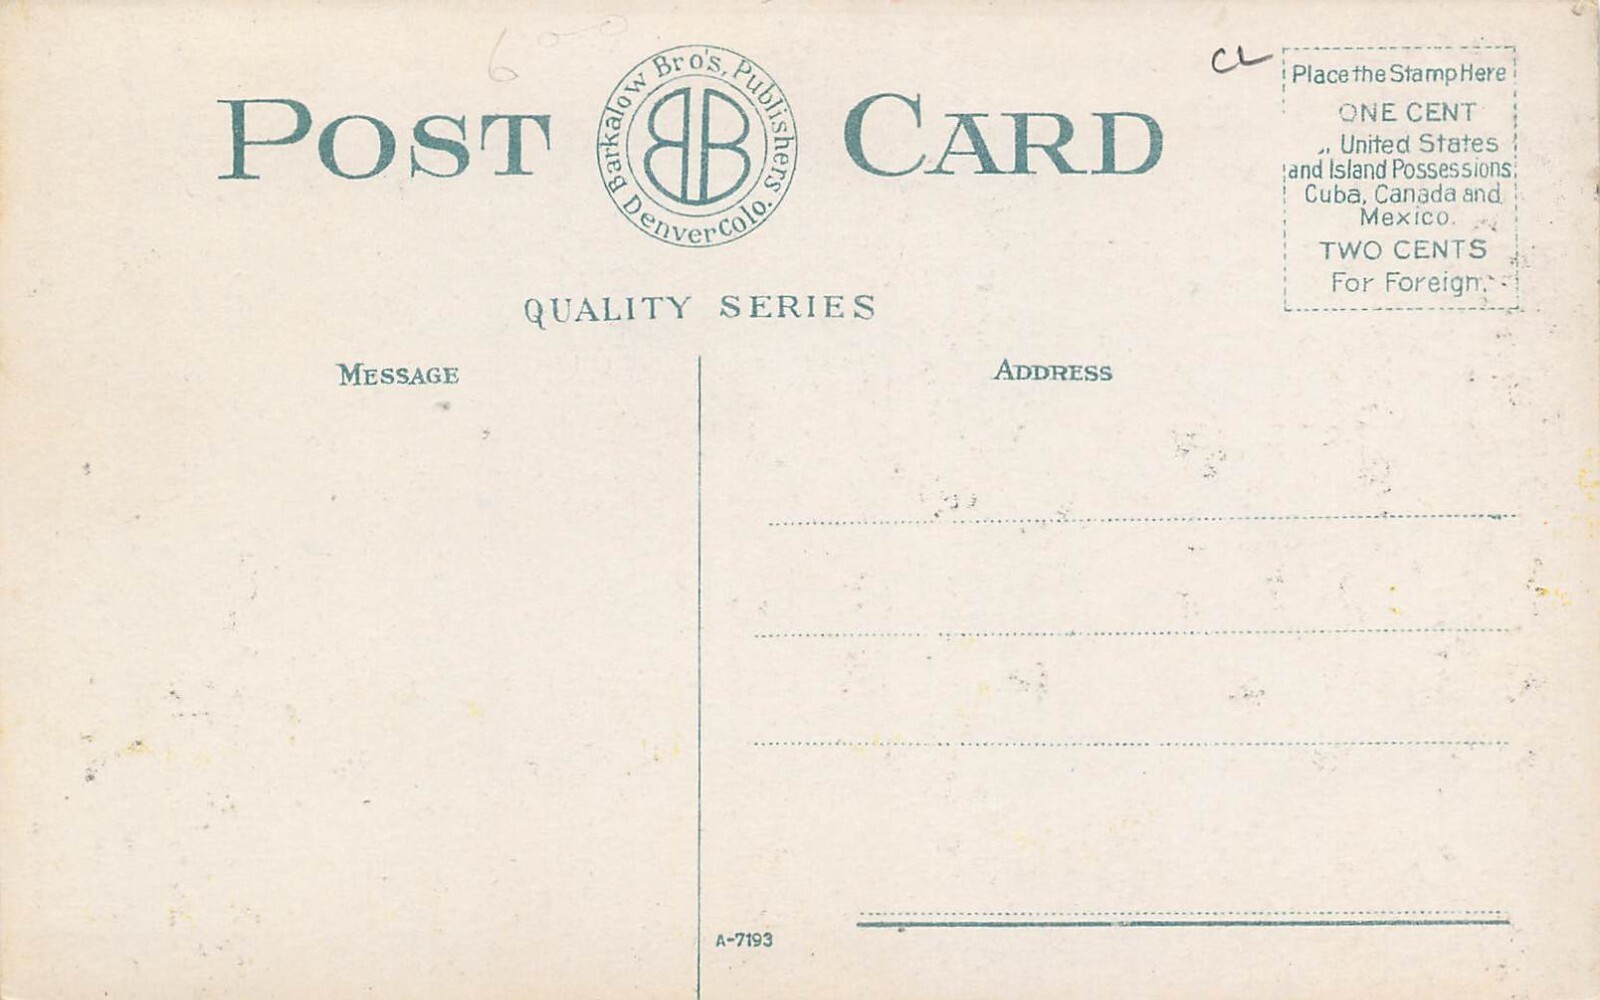 600
CL
POST CARD
Barkalow Bro's, Publishers
Denver Colo.
BB
Place the Stamp Here
ONE CENT
,, United States
and Island Possessions,
Cuba, Canada and
Mexico.
TWO CENTS
For Foreign.
QUALITY SERIES
MESSAGE
ADDRESS
A-7193